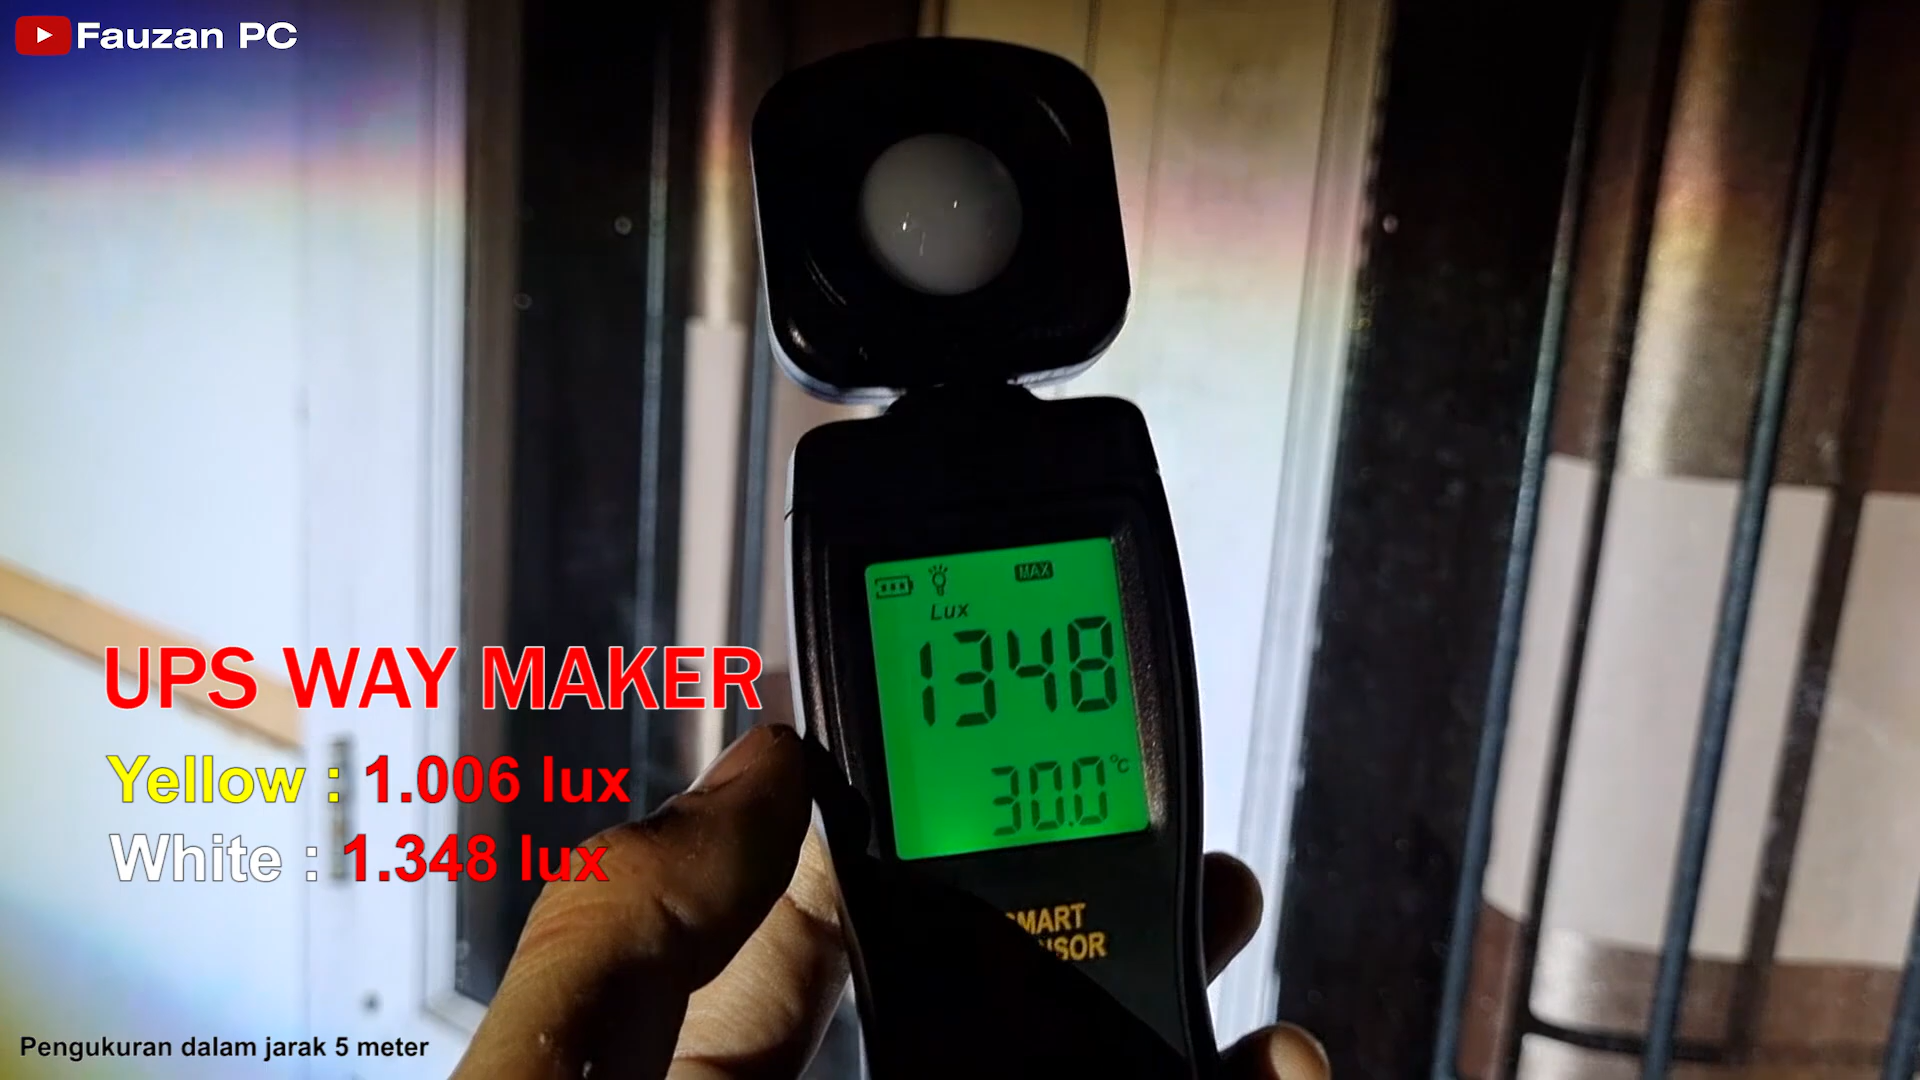 Fauzan PC
MAX
Lux
1348
30.0 °C
UPS WAY MAKER
Yellow : 1.006 lux
White : 1.348 lux
MART
SOR
Pengukuran dalam jarak 5 meter